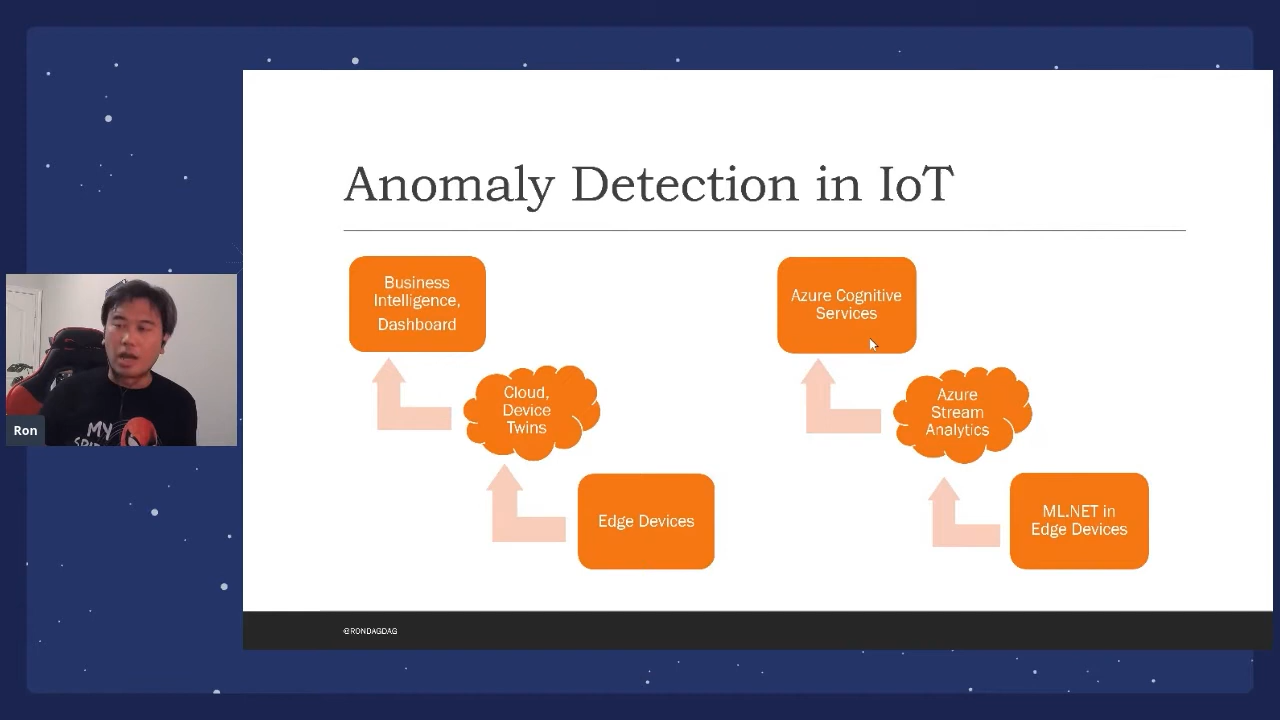 Anomaly Detection in IoT
Business
Intelligence,
Dashboard
Cloud,
Device
Twins
Edge Devices
Azure Cognitive
Services
Azure
Stream
Analytics
ML.NET in
Edge Devices
@RONDAGDAG
Ron
MY